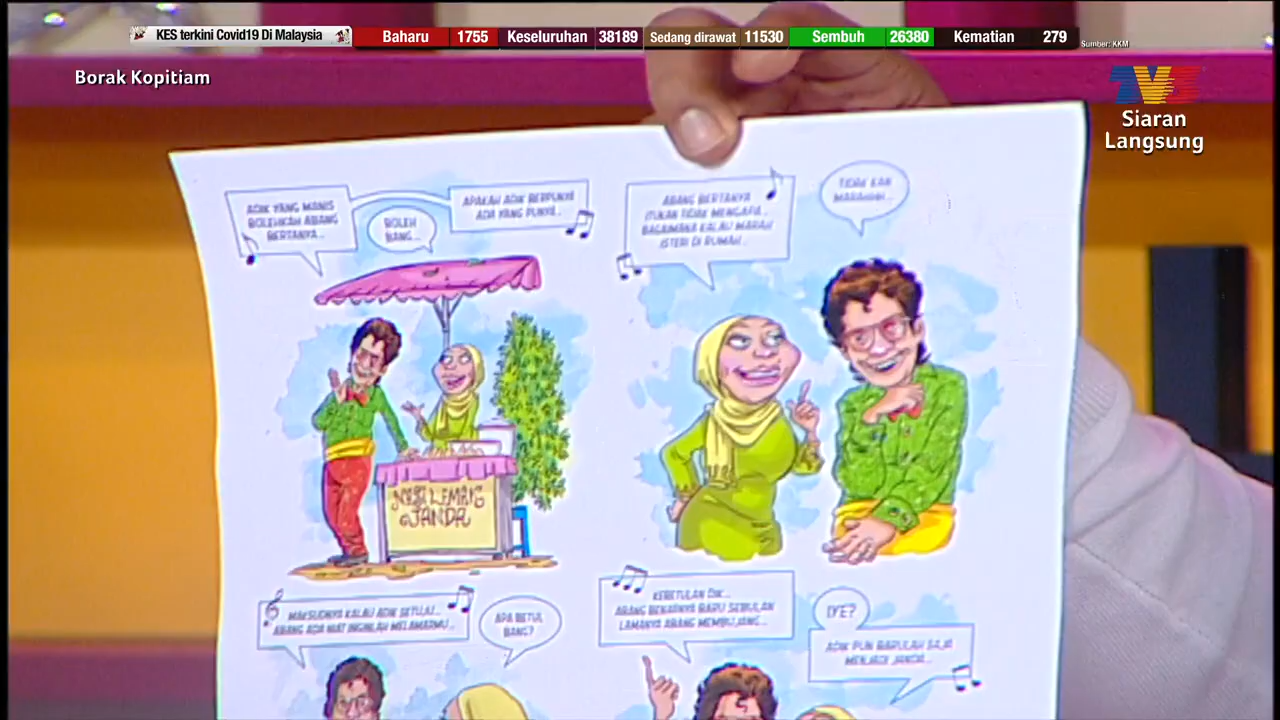 KES terkini Covid19 Di Malaysia
Baharu 1755 Keseluruhan 38189 Sedang dirawat 11530 Sembuh 26380 Kematian 279
Sumber: KKM
Borak Kopitiam
TV3
Siaran
Langsung
ADIK YANG MANIS
BOLEHKAH ABANG
BERTANYA...
BOLEH
BANG...
APAKAH ADIK BERPUNYA
ADA YANG PUNYA...
ABANG BERTANYA
ITUKAN TIDAK MENGAPA...
BAGAIMANA KALAU MARAH
ISTERI DI RUMAH...
TIDAK KAN
MARAHHH...
NASI LEMAK
JANDA
MAKSUDNYA KALAU ADIK SETUJU...
ABANG ADA NIAT INGINLAH MELAMARMU...
APA BETUL
BANG?
KEBETULAN DIK...
ABANG BENARNYA BARU SEBULAN
LAMANYA ABANG MEMBUJANG...
IYE?
ADIK PUN BARULAH SAJA
MENJADI JANDA...